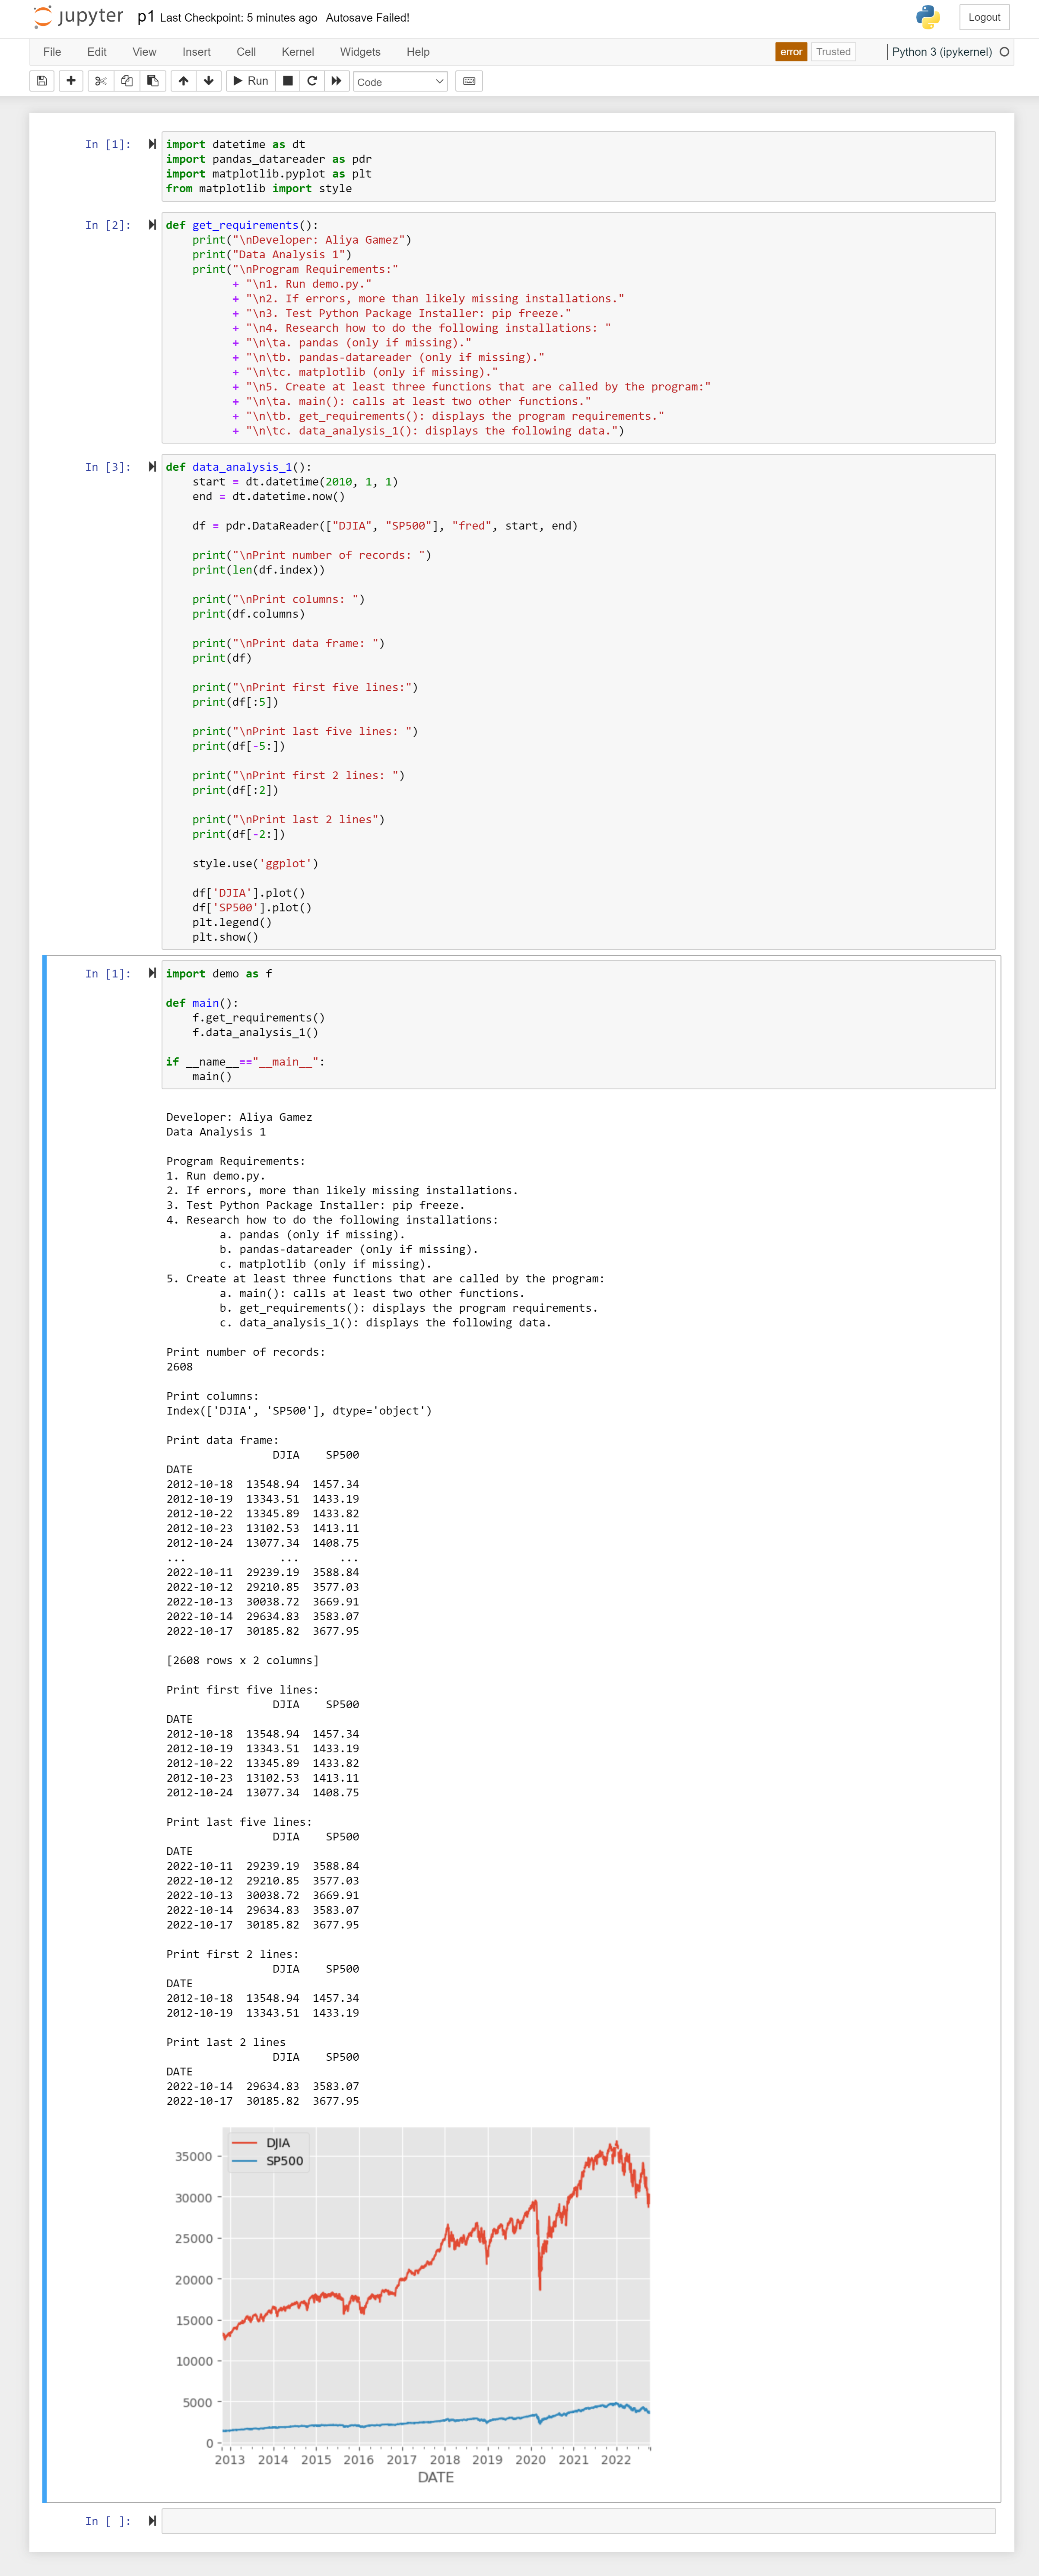 jupyter p1 Last Checkpoint: 5 minutes ago Autosave Failed! Logout
File Edit View Insert Cell Kernel Widgets Help error Trusted Python 3 (ipykernel)
Run Code
In [1]:
import datetime as dt
import pandas_datareader as pdr
import matplotlib.pyplot as plt
from matplotlib import style
In [2]:
def get_requirements():
    print("\nDeveloper: Aliya Gamez")
    print("Data Analysis 1")
    print("\nProgram Requirements:"
          + "\n1. Run demo.py."
          + "\n2. If errors, more than likely missing installations."
          + "\n3. Test Python Package Installer: pip freeze."
          + "\n4. Research how to do the following installations: "
          + "\n\ta. pandas (only if missing)."
          + "\n\tb. pandas-datareader (only if missing)."
          + "\n\tc. matplotlib (only if missing)."
          + "\n5. Create at least three functions that are called by the program:"
          + "\n\ta. main(): calls at least two other functions."
          + "\n\tb. get_requirements(): displays the program requirements."
          + "\n\tc. data_analysis_1(): displays the following data.")
In [3]:
def data_analysis_1():
    start = dt.datetime(2010, 1, 1)
    end = dt.datetime.now()
    df = pdr.DataReader(["DJIA", "SP500"], "fred", start, end)
    print("\nPrint number of records: ")
    print(len(df.index))
    print("\nPrint columns: ")
    print(df.columns)
    print("\nPrint data frame: ")
    print(df)
    print("\nPrint first five lines:")
    print(df[:5])
    print("\nPrint last five lines: ")
    print(df[-5:])
    print("\nPrint first 2 lines: ")
    print(df[:2])
    print("\nPrint last 2 lines")
    print(df[-2:])
    style.use('ggplot')
    df['DJIA'].plot()
    df['SP500'].plot()
    plt.legend()
    plt.show()
In [1]:
import demo as f
def main():
    f.get_requirements()
    f.data_analysis_1()
if __name__=="__main__":
    main()
Developer: Aliya Gamez
Data Analysis 1
Program Requirements:
1. Run demo.py.
2. If errors, more than likely missing installations.
3. Test Python Package Installer: pip freeze.
4. Research how to do the following installations:
        a. pandas (only if missing).
        b. pandas-datareader (only if missing).
        c. matplotlib (only if missing).
5. Create at least three functions that are called by the program:
        a. main(): calls at least two other functions.
        b. get_requirements(): displays the program requirements.
        c. data_analysis_1(): displays the following data.
Print number of records:
2608
Print columns:
Index(['DJIA', 'SP500'], dtype='object')
Print data frame:
                DJIA    SP500
DATE
2012-10-18  13548.94  1457.34
2012-10-19  13343.51  1433.19
2012-10-22  13345.89  1433.82
2012-10-23  13102.53  1413.11
2012-10-24  13077.34  1408.75
...              ...      ...
2022-10-11  29239.19  3588.84
2022-10-12  29210.85  3577.03
2022-10-13  30038.72  3669.91
2022-10-14  29634.83  3583.07
2022-10-17  30185.82  3677.95
[2608 rows x 2 columns]
Print first five lines:
                DJIA    SP500
DATE
2012-10-18  13548.94  1457.34
2012-10-19  13343.51  1433.19
2012-10-22  13345.89  1433.82
2012-10-23  13102.53  1413.11
2012-10-24  13077.34  1408.75
Print last five lines:
                DJIA    SP500
DATE
2022-10-11  29239.19  3588.84
2022-10-12  29210.85  3577.03
2022-10-13  30038.72  3669.91
2022-10-14  29634.83  3583.07
2022-10-17  30185.82  3677.95
Print first 2 lines:
                DJIA    SP500
DATE
2012-10-18  13548.94  1457.34
2012-10-19  13343.51  1433.19
Print last 2 lines
                DJIA    SP500
DATE
2022-10-14  29634.83  3583.07
2022-10-17  30185.82  3677.95
DJIA
SP500
35000
30000
25000
20000
15000
10000
5000
0
2013 2014 2015 2016 2017 2018 2019 2020 2021 2022
DATE
In [ ]: